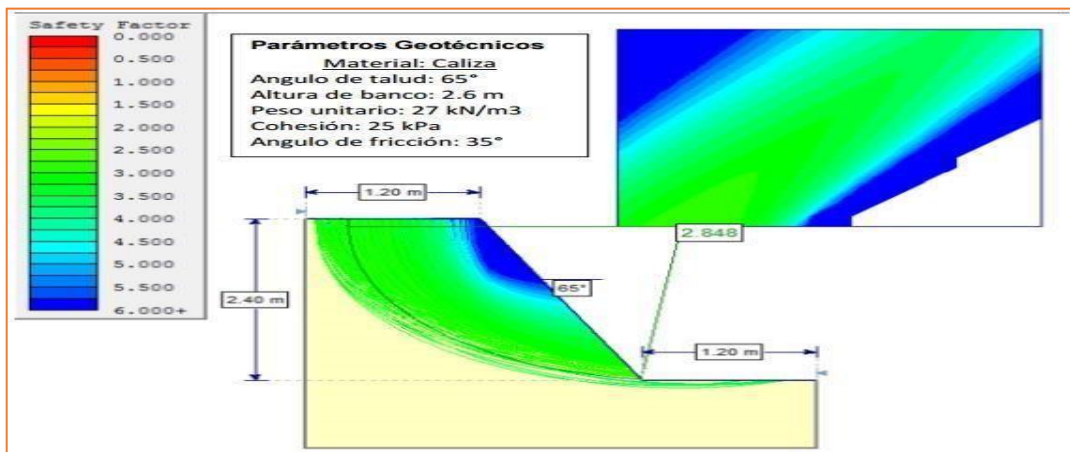 Safety Factor
0.000
0.500
1.000
1.500
2.000
2.500
3.000
3.500
4.000
4.500
5.000
5.500
6.000+
Parámetros Geotécnicos
Material: Caliza
Angulo de talud: 65°
Altura de banco: 2.6 m
Peso unitario: 27 kN/m3
Cohesión: 25 kPa
Angulo de fricción: 35°
1.20 m
2.848
65°
2.40 m
1.20 m